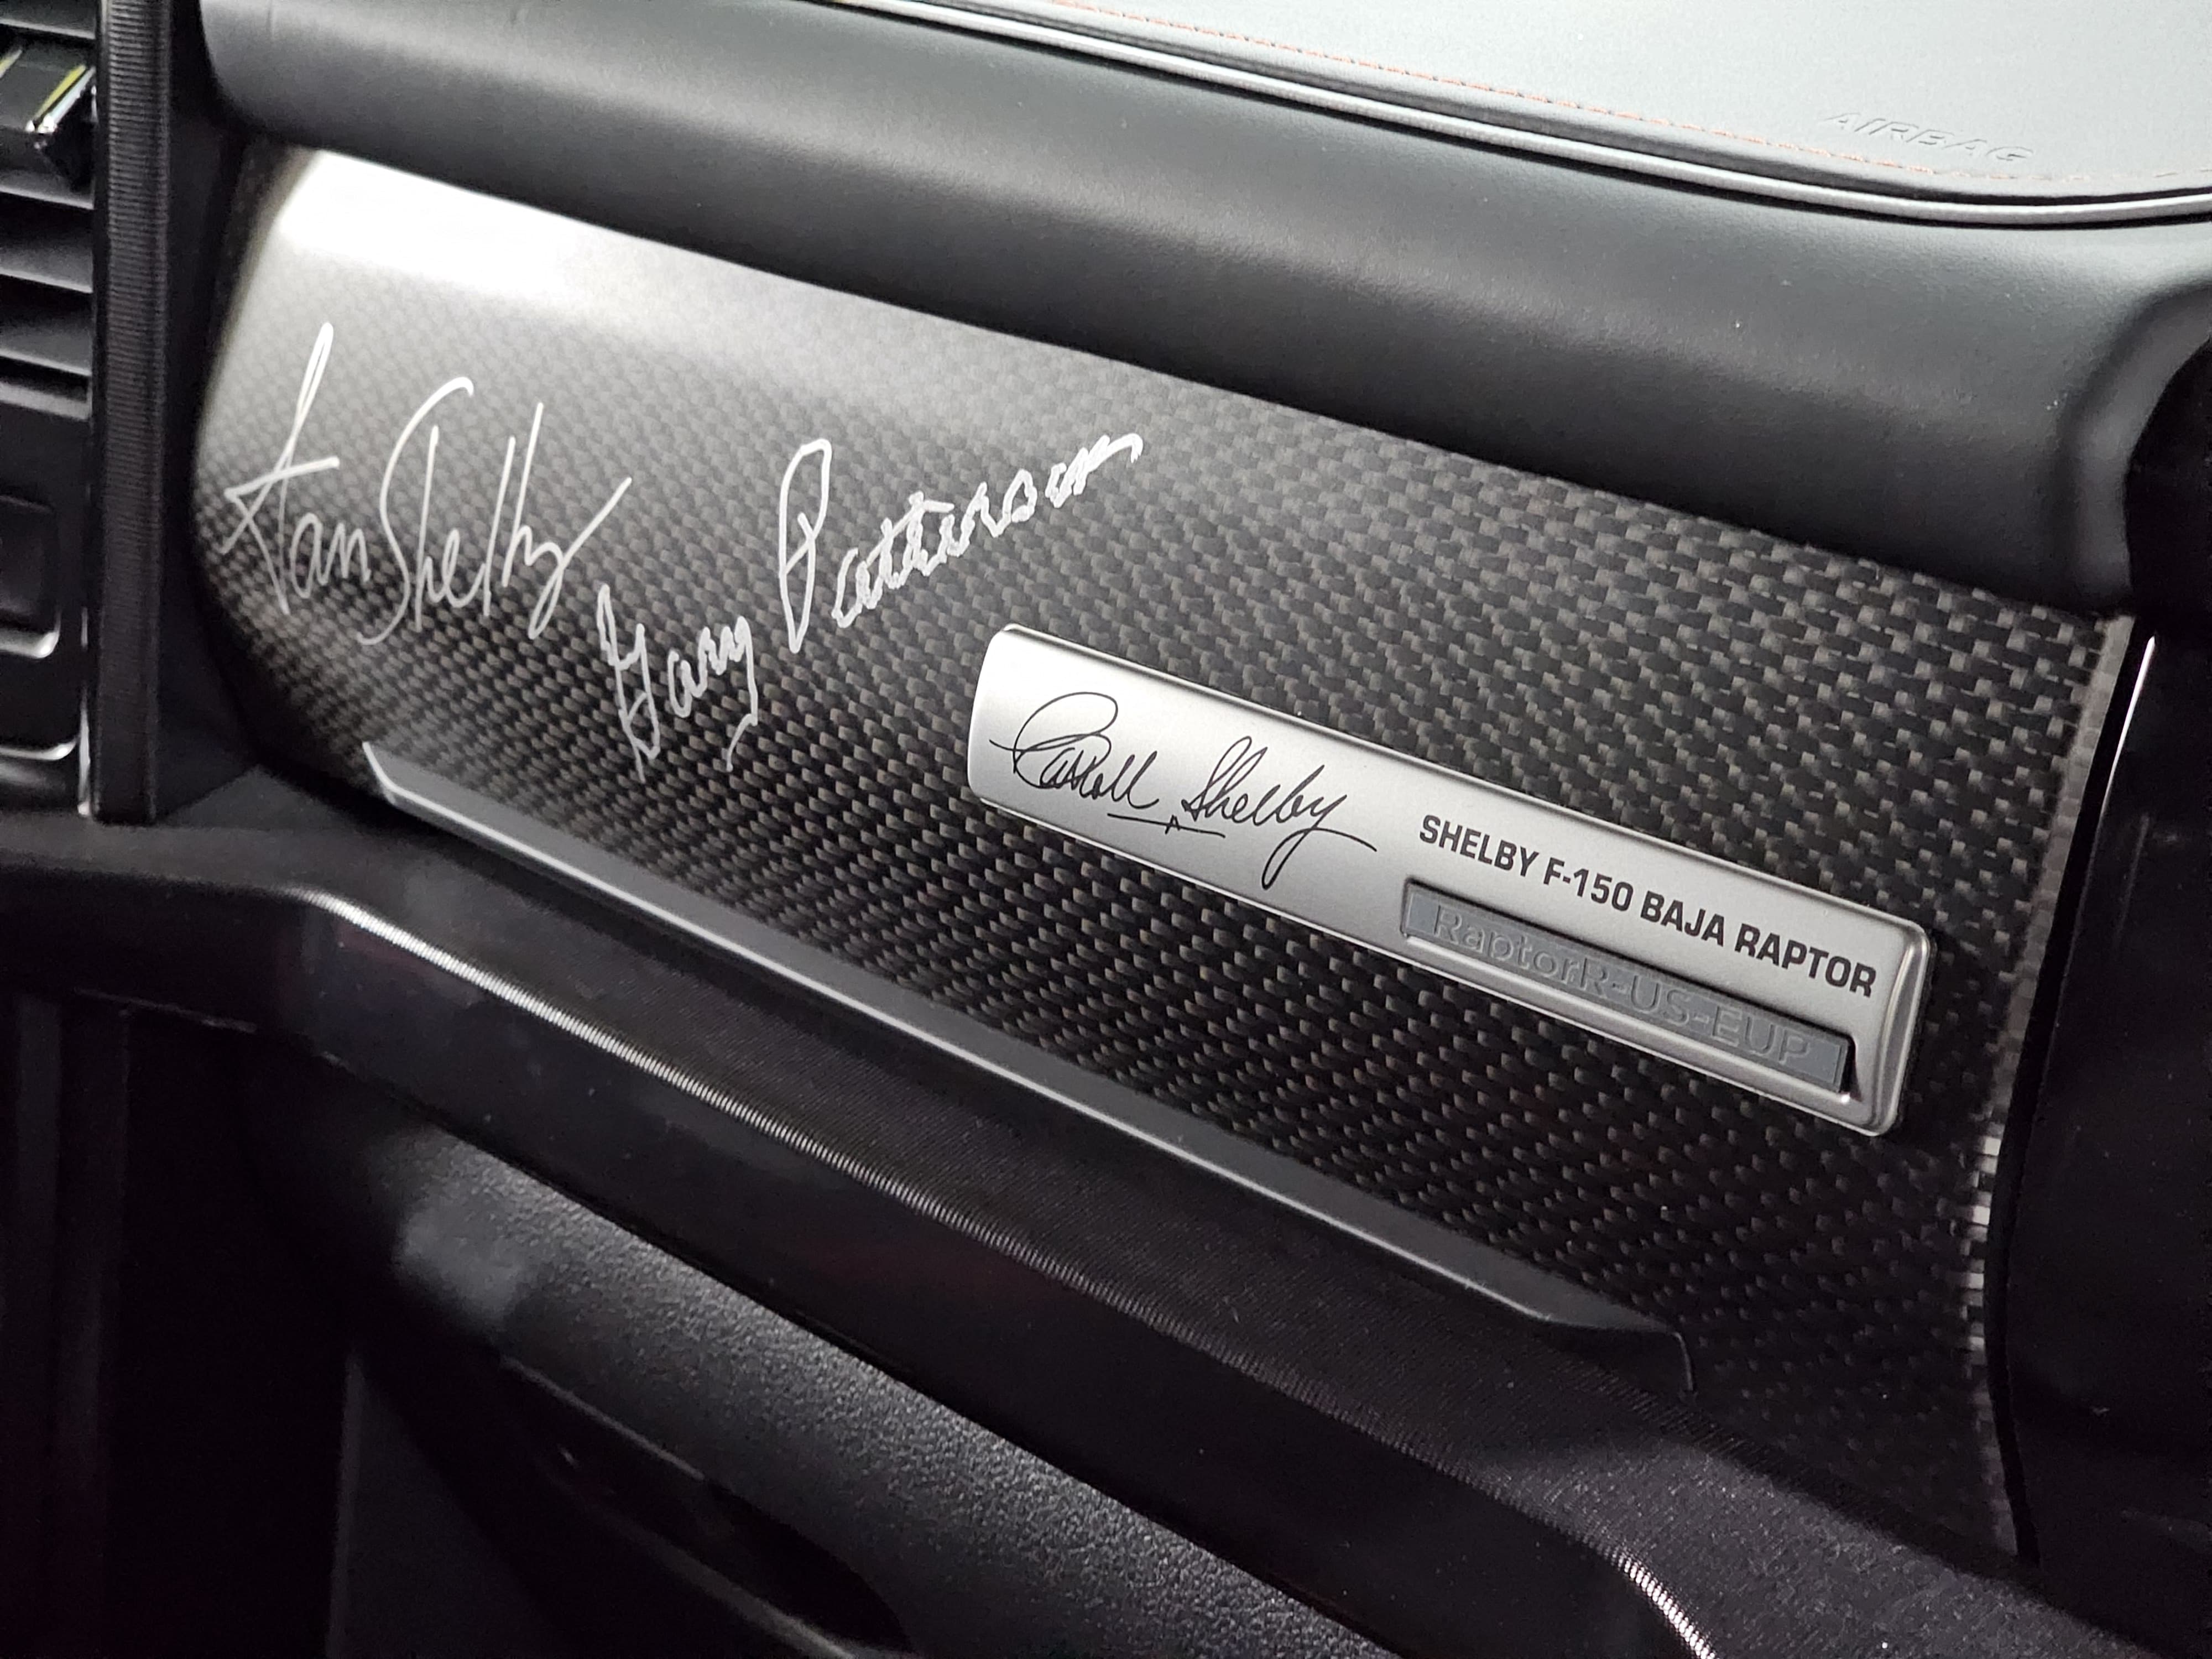 AIRBAG
Aaron Shelby
Gary Patterson
Carroll Shelby
SHELBY F-150 BAJA RAPTOR
RaptorR-US-EUP